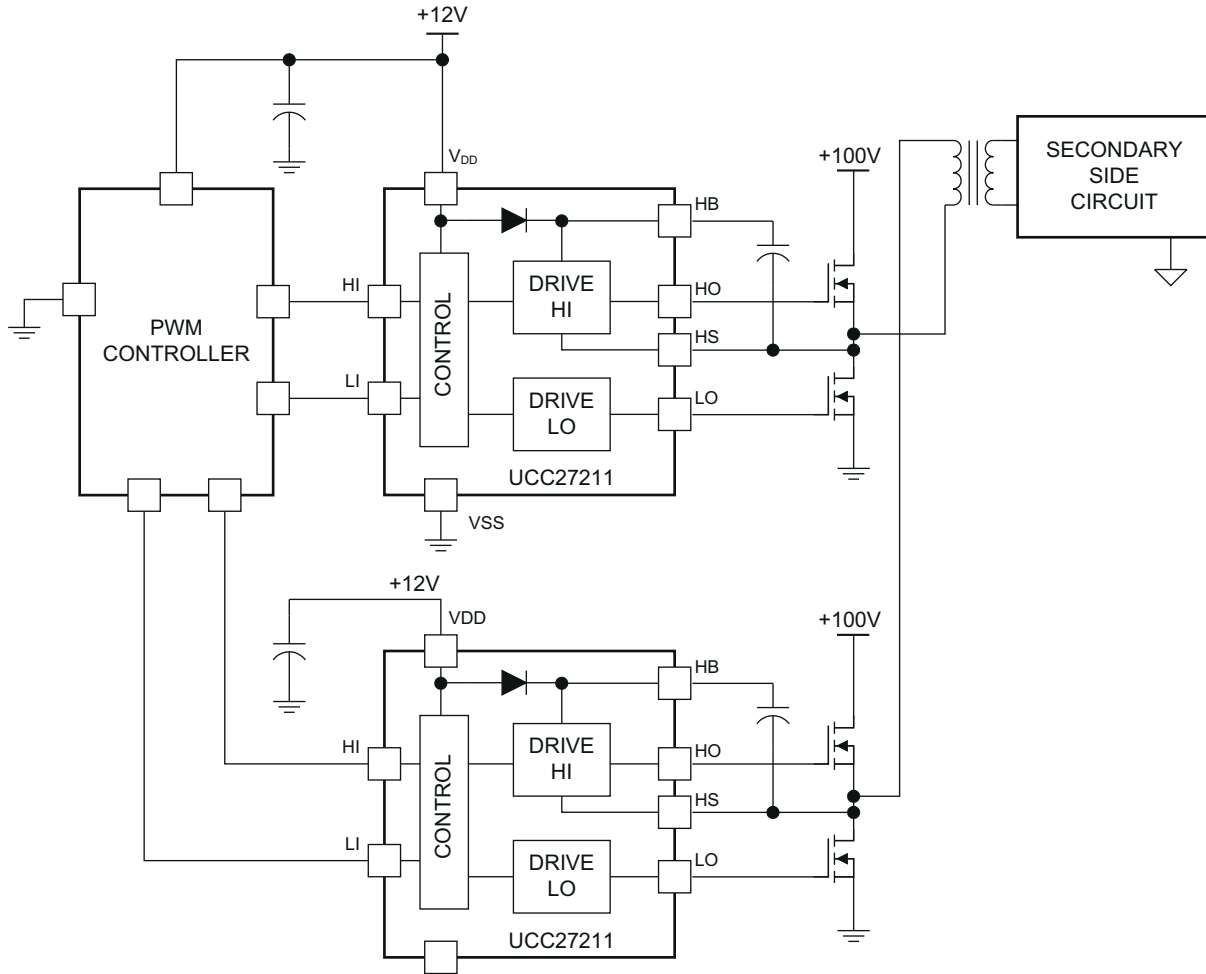 +12V
V_DD
+100V
SECONDARY
SIDE
CIRCUIT
HB
HI
DRIVE
HI
HO
PWM
CONTROLLER
CONTROL
HS
LI
DRIVE
LO
LO
UCC27211
VSS
+12V
VDD
+100V
HB
HI
DRIVE
HI
HO
CONTROL
HS
LI
DRIVE
LO
LO
UCC27211